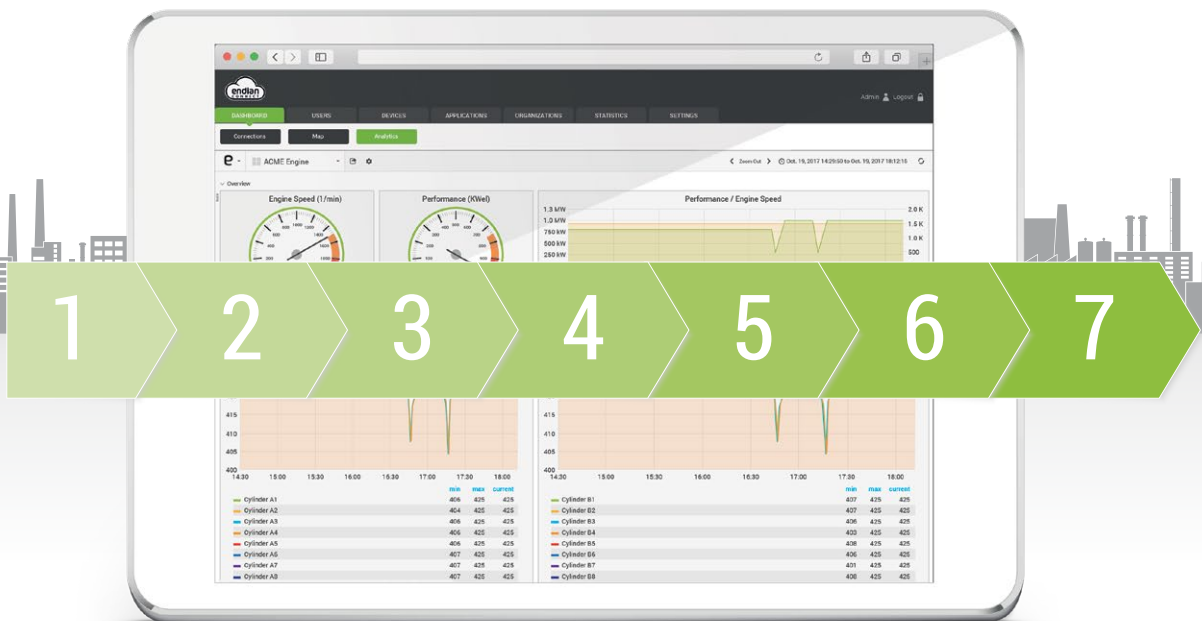 endian
CONNECT
Admin Logout
DASHBOARD USERS DEVICES APPLICATIONS ORGANIZATIONS STATISTICS SETTINGS
Connections Map Analytics
ACME Engine Zoom Out Oct. 19, 2017 14:29:50 to Oct. 19, 2017 18:12:15
Overview
Engine Speed (1/min) Performance (KWel) Performance / Engine Speed
1.3 MW 2.0 K
1.0 MW 1.5 K
750 kW 1.0 K
500 kW 500
250 kW
1 2 3 4 5 6 7
415 415
410 410
405 405
400 400
14:30 15:00 15:30 16:00 16:30 17:00 17:30 18:00 14:30 15:00 15:30 16:00 16:30 17:00 17:30 18:00
min max current min max current
Cylinder A1 406 425 425 Cylinder B1 407 425 425
Cylinder A2 404 425 425 Cylinder B2 407 425 425
Cylinder A3 406 425 425 Cylinder B3 406 425 425
Cylinder A4 406 425 425 Cylinder B4 403 425 425
Cylinder A5 406 425 425 Cylinder B5 408 425 425
Cylinder A6 407 425 425 Cylinder B6 406 425 425
Cylinder A7 407 425 425 Cylinder B7 401 425 425
Cylinder A8 407 425 425 Cylinder B8 408 425 425